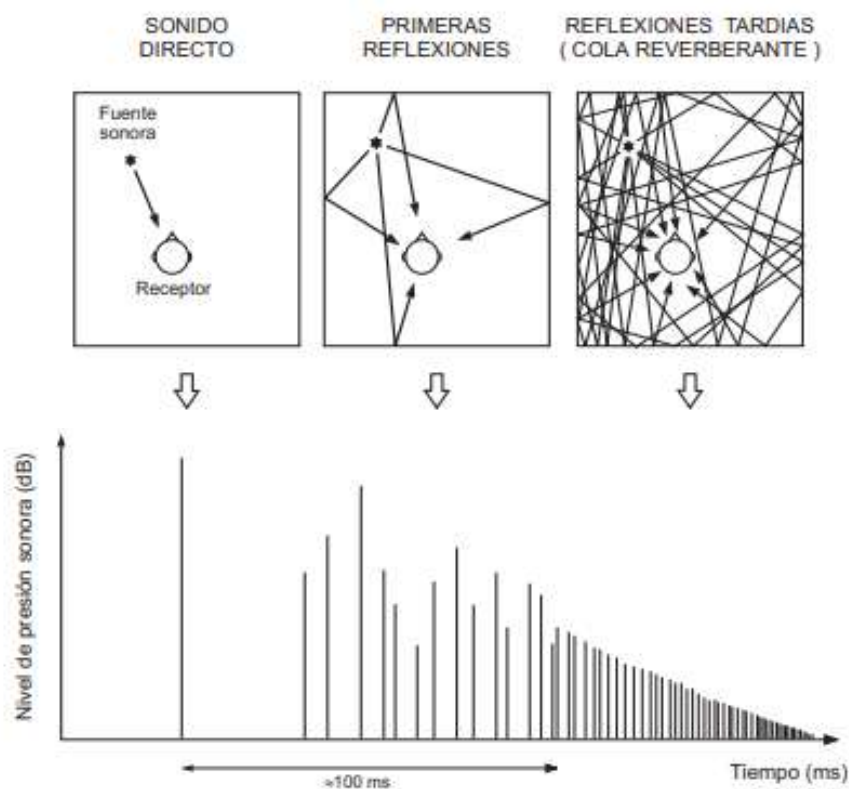 SONIDO
DIRECTO
PRIMERAS
REFLEXIONES
REFLEXIONES TARDIAS
( COLA REVERBERANTE )
Fuente
sonora
Receptor
Nivel de presión sonora (dB)
≈100 ms
Tiempo (ms)